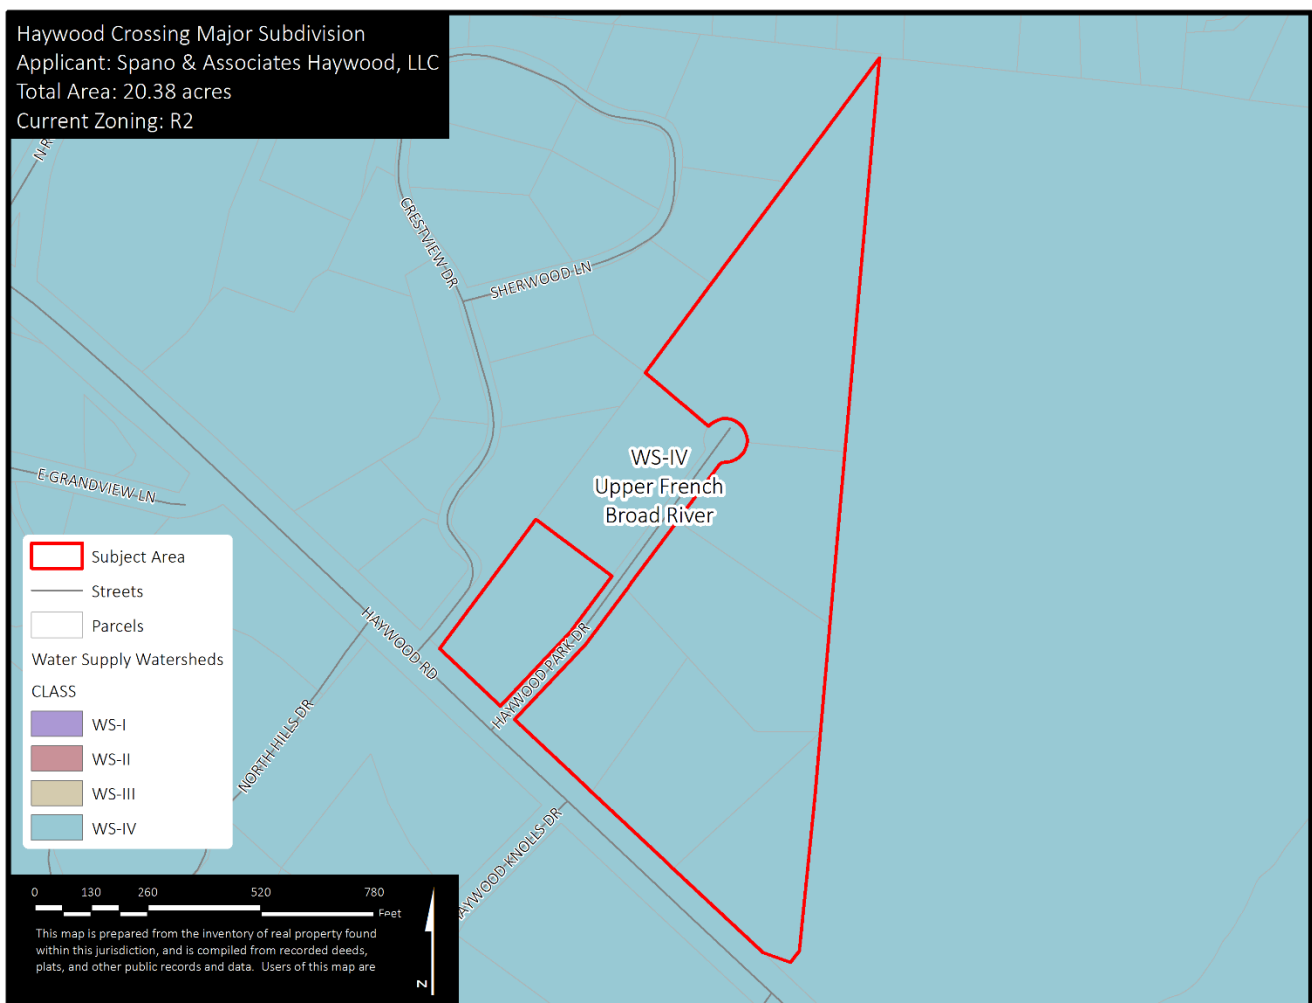 Haywood Crossing Major Subdivision
Applicant: Spano & Associates Haywood, LLC
Total Area: 20.38 acres
Current Zoning: R2
CRESTVIEW DR
SHERWOOD LN
E GRANDVIEW LN
WS-IV
Upper French
Broad River
HAYWOOD RD
HAYWOOD PARK DR
NORTH HILLS DR
HAYWOOD KNOLLS DR
Subject Area
Streets
Parcels
Water Supply Watersheds
CLASS
WS-I
WS-II
WS-III
WS-IV
0 130 260 520 780
Feet
This map is prepared from the inventory of real property found
within this jurisdiction, and is compiled from recorded deeds,
plats, and other public records and data. Users of this map are
N